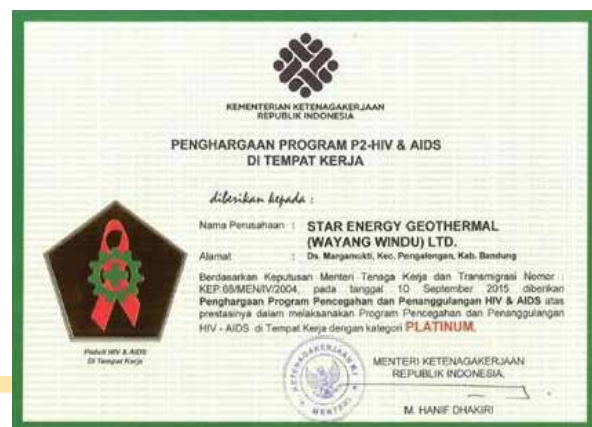 KEMENTERIAN KETENAGAKERJAAN
REPUBLIK INDONESIA
PENGHARGAAN PROGRAM P2-HIV & AIDS
DI TEMPAT KERJA
diberikan kepada :
Nama Perusahaan : STAR ENERGY GEOTHERMAL
(WAYANG WINDU) LTD.
Alamat : Ds. Margamukti, Kec. Pengalengan, Kab. Bandung
Berdasarkan Keputusan Menteri Tenaga Kerja dan Transmigrasi Nomor :
KEP.68/MEN/IV/2004, pada tanggal 10 September 2015 diberikan
Penghargaan Program Pencegahan dan Penanggulangan HIV & AIDS atas
prestasinya dalam melaksanakan Program Pencegahan dan Penanggulangan
HIV - AIDS di Tempat Kerja dengan kategori PLATINUM.
Peduli HIV & AIDS
Di Tempat Kerja
MENTERI KETENAGAKERJAAN
REPUBLIK INDONESIA,
MENTERI
M. HANIF DHAKIRI